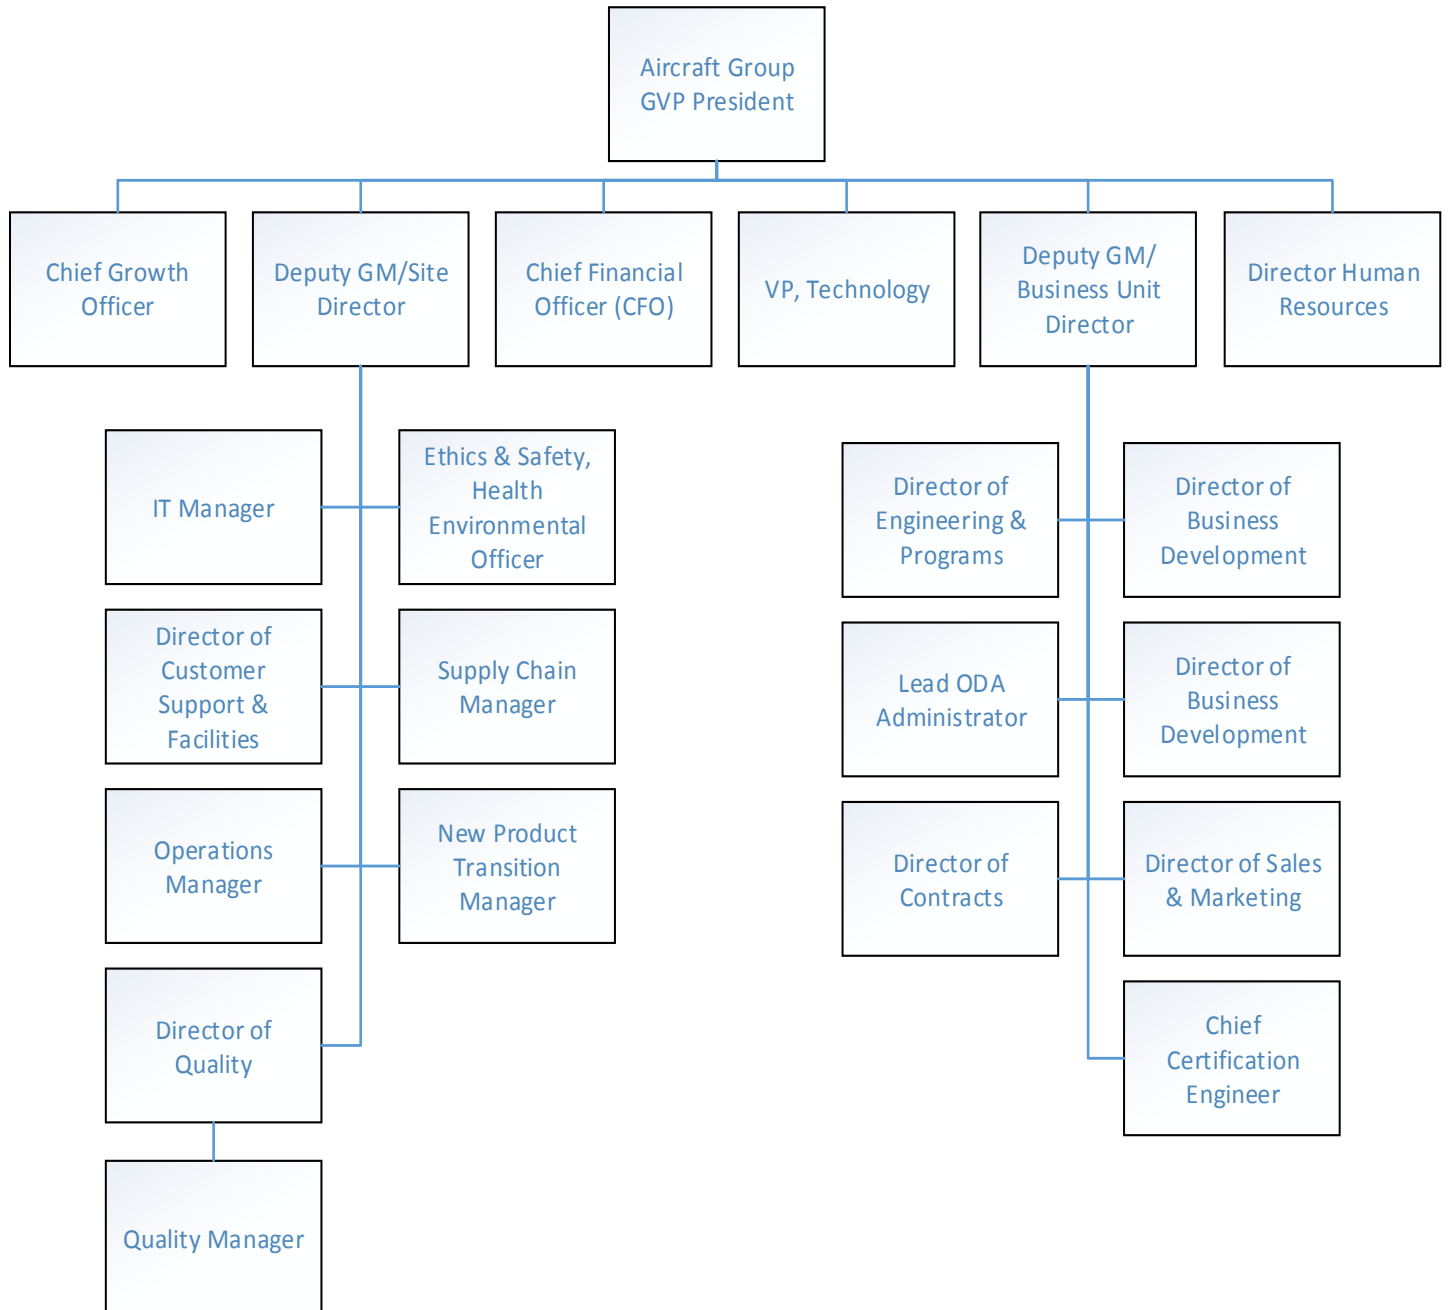 Aircraft Group
GVP President
Chief Growth
Officer
Deputy GM/Site
Director
Chief Financial
Officer (CFO)
VP, Technology
Deputy GM/
Business Unit
Director
Director Human
Resources
IT Manager
Ethics & Safety,
Health
Environmental
Officer
Director of
Customer
Support &
Facilities
Supply Chain
Manager
Operations
Manager
New Product
Transition
Manager
Director of
Quality
Quality Manager
Director of
Engineering &
Programs
Director of
Business
Development
Lead ODA
Administrator
Director of
Business
Development
Director of
Contracts
Director of Sales
& Marketing
Chief
Certification
Engineer